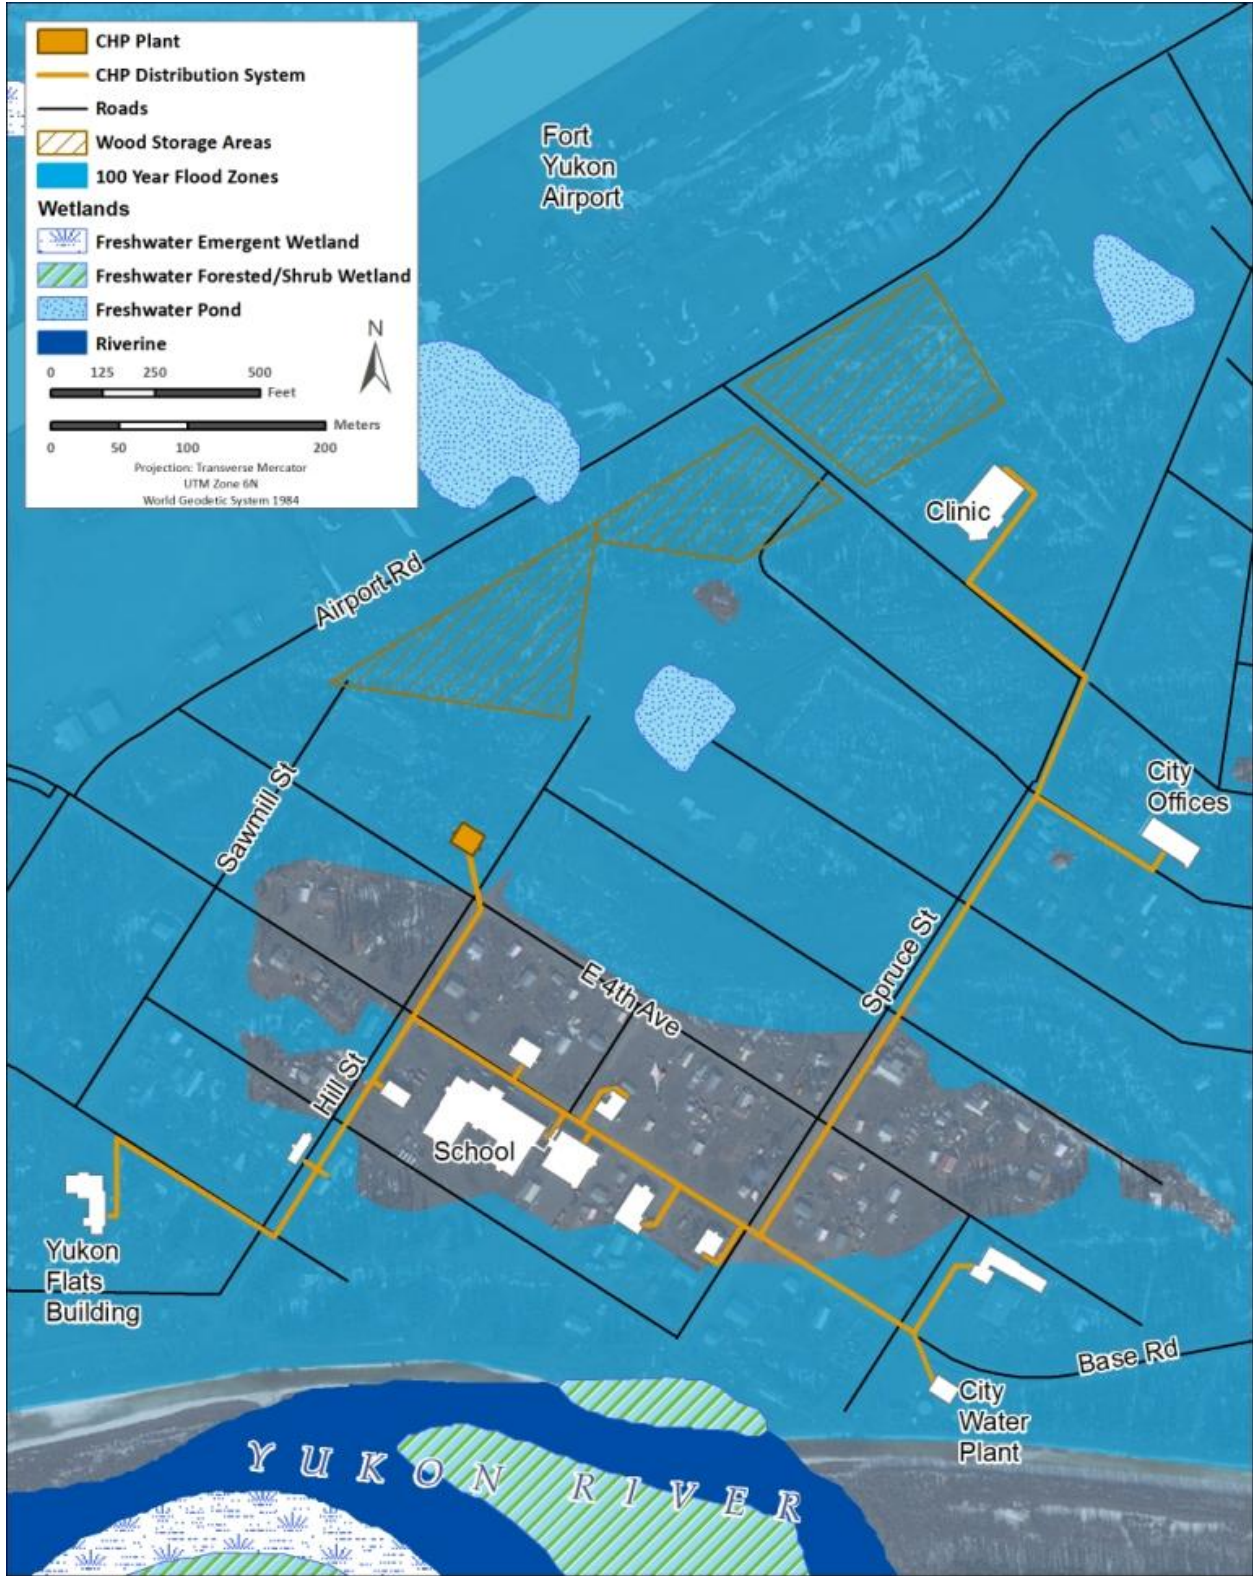 CHP Plant
CHP Distribution System
Roads
Wood Storage Areas
100 Year Flood Zones
Wetlands
Freshwater Emergent Wetland
Freshwater Forested/Shrub Wetland
Freshwater Pond
Riverine
N
0 125 250 500
Feet
Meters
0 50 100 200
Projection: Transverse Mercator
UTM Zone 6N
World Geodetic System 1984
Fort
Yukon
Airport
Clinic
Airport Rd
City
Offices
Sawmill St
Spruce St
E 4th Ave
Hill St
School
Yukon
Flats
Building
Base Rd
City
Water
Plant
YUKON RIVER